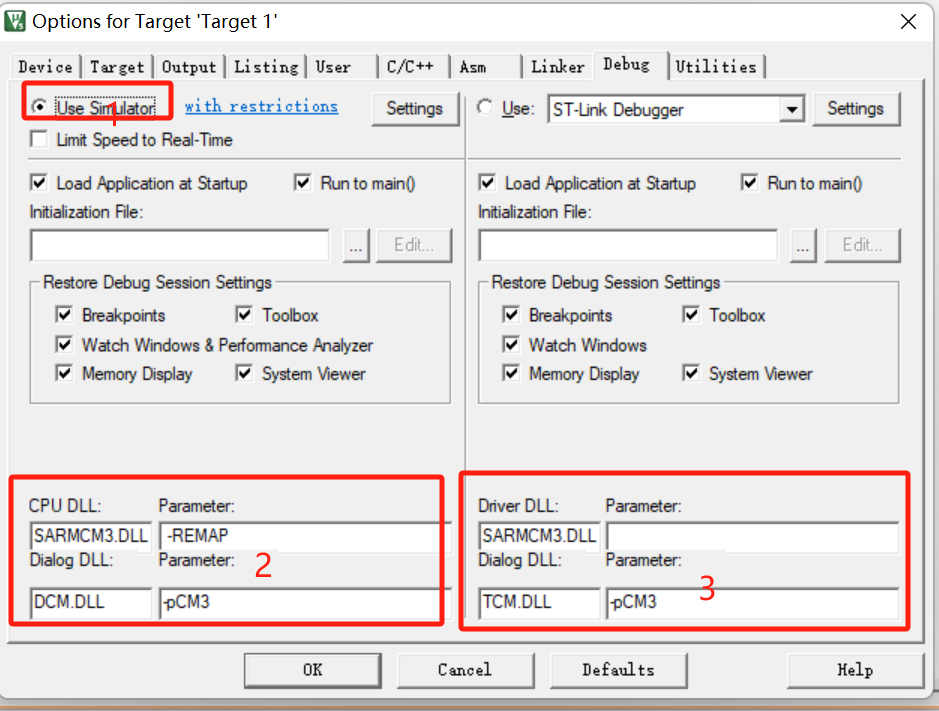 Options for Target 'Target 1'
Device Target Output Listing User C/C++ Asm Linker Debug Utilities
Use Simulator with restrictions Settings Use: ST-Link Debugger Settings
1
Limit Speed to Real-Time
Load Application at Startup Run to main() Load Application at Startup Run to main()
Initialization File: Initialization File:
... Edit... ... Edit...
Restore Debug Session Settings Restore Debug Session Settings
Breakpoints Toolbox Breakpoints Toolbox
Watch Windows & Performance Analyzer Watch Windows
Memory Display System Viewer Memory Display System Viewer
CPU DLL: Parameter: Driver DLL: Parameter:
SARMCM3.DLL -REMAP SARMCM3.DLL
Dialog DLL: Parameter: 2 Dialog DLL: Parameter: 3
DCM.DLL -pCM3 TCM.DLL -pCM3
OK Cancel Defaults Help